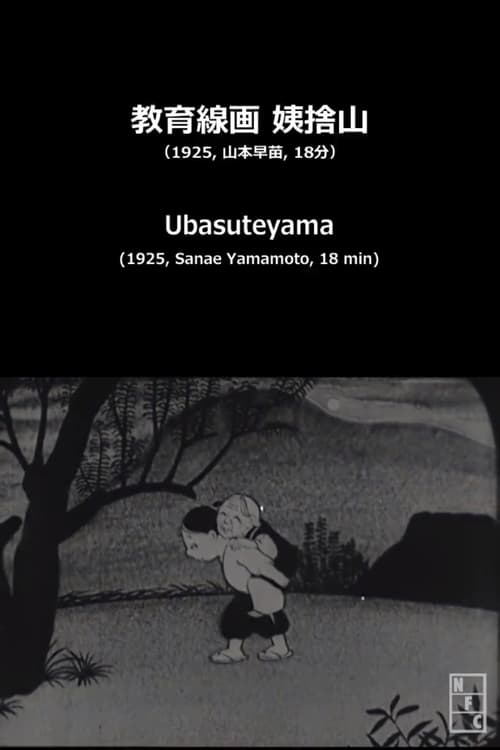 教育線画 姨捨山
（1925, 山本早苗, 18分）
Ubasuteyama
(1925, Sanae Yamamoto, 18 min)
N
F
C